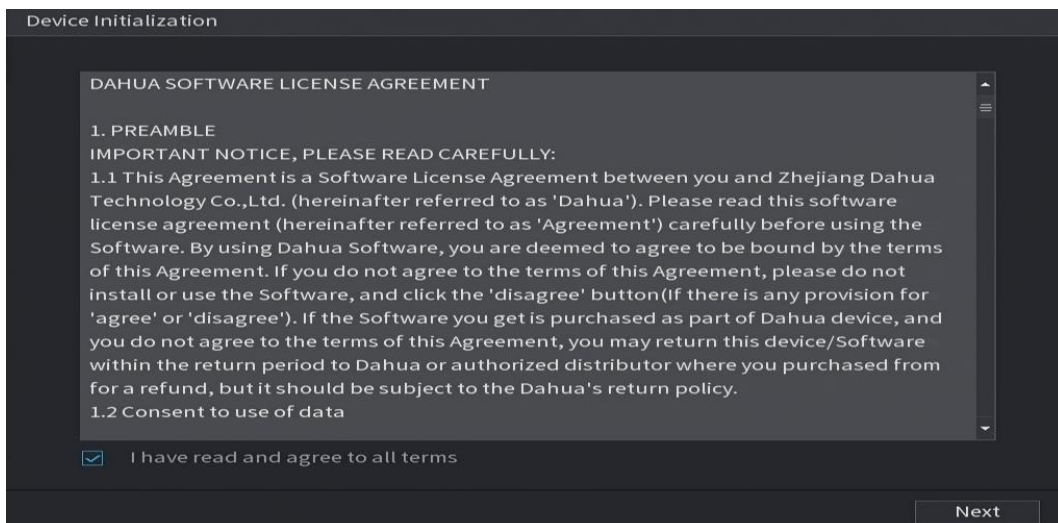 Device Initialization
DAHUA SOFTWARE LICENSE AGREEMENT
1. PREAMBLE
IMPORTANT NOTICE, PLEASE READ CAREFULLY:
1.1 This Agreement is a Software License Agreement between you and Zhejiang Dahua
Technology Co.,Ltd. (hereinafter referred to as 'Dahua'). Please read this software
license agreement (hereinafter referred to as 'Agreement') carefully before using the
Software. By using Dahua Software, you are deemed to agree to be bound by the terms
of this Agreement. If you do not agree to the terms of this Agreement, please do not
install or use the Software, and click the 'disagree' button(If there is any provision for
'agree' or 'disagree'). If the Software you get is purchased as part of Dahua device, and
you do not agree to the terms of this Agreement, you may return this device/Software
within the return period to Dahua or authorized distributor where you purchased from
for a refund, but it should be subject to the Dahua's return policy.
1.2 Consent to use of data
I have read and agree to all terms
Next